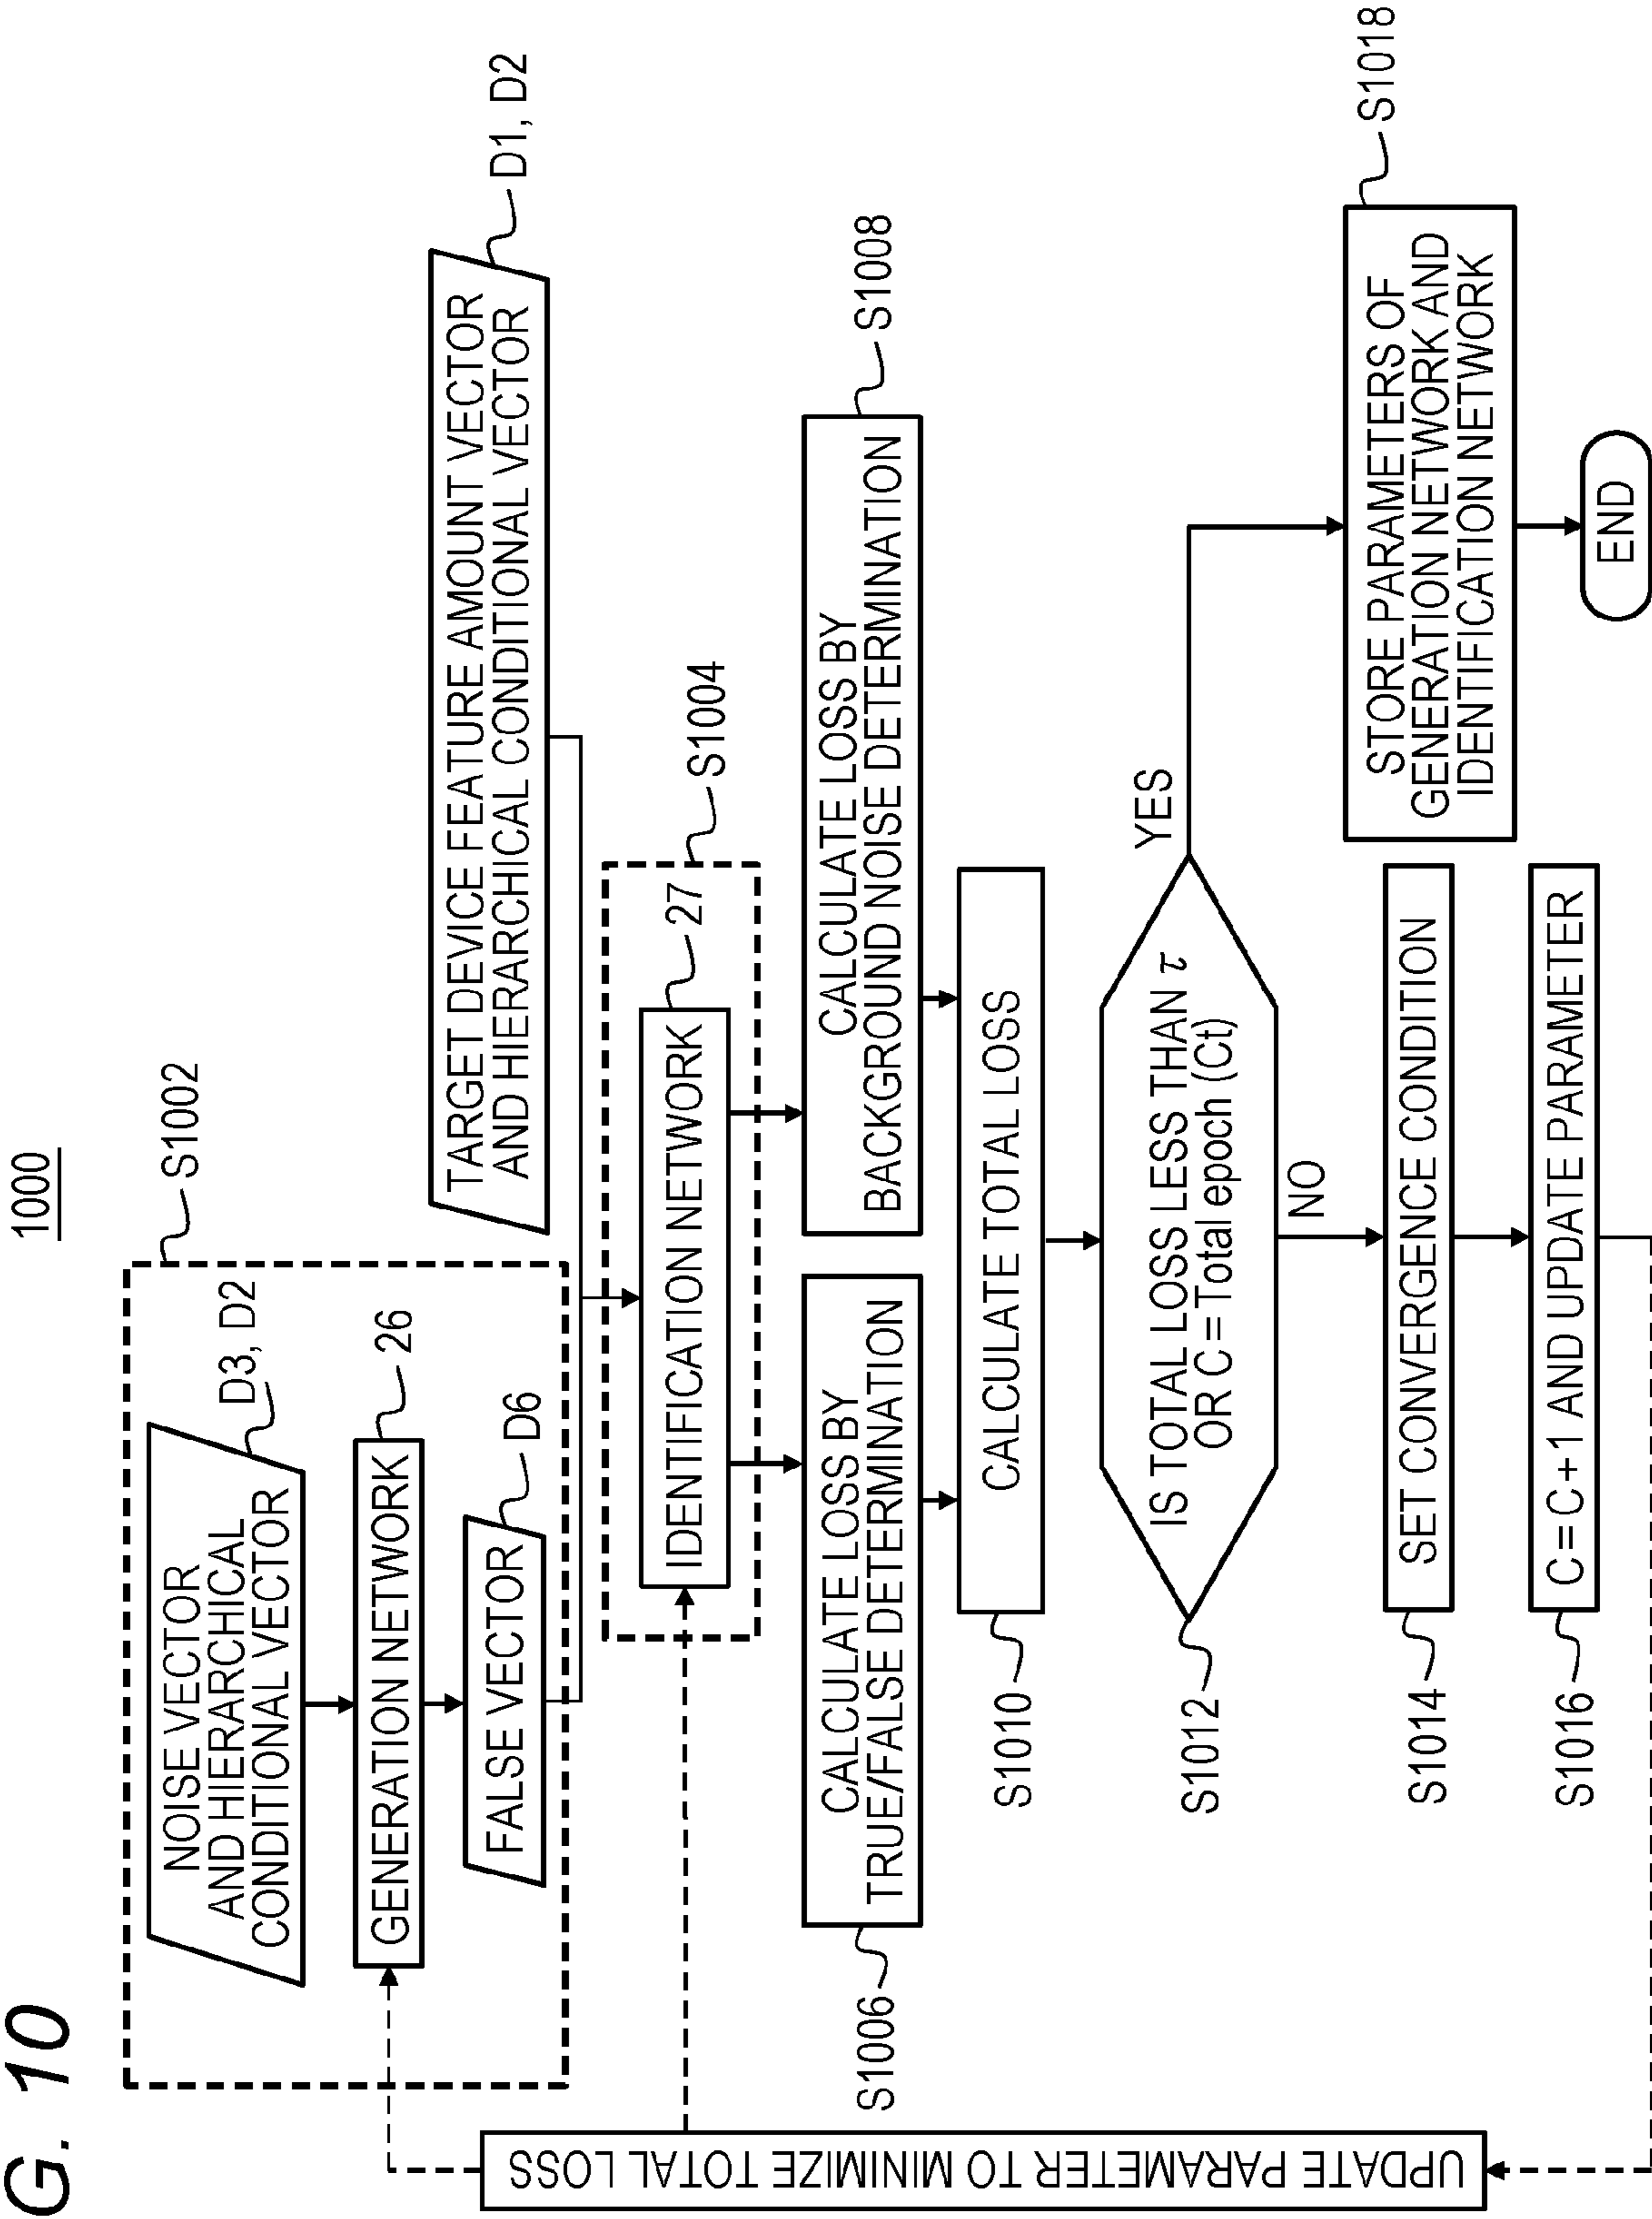 G. 10
1000
S1002
NOISE VECTOR
AND HIERARCHICAL
CONDITIONAL VECTOR
D3, D2
GENERATION NETWORK
26
FALSE VECTOR
D6
TARGET DEVICE FEATURE AMOUNT VECTOR
AND HIERARCHICAL CONDITIONAL VECTOR
D1, D2
S1004
IDENTIFICATION NETWORK
27
S1006
CALCULATE LOSS BY
TRUE/FALSE DETERMINATION
CALCULATE LOSS BY
BACKGROUND NOISE DETERMINATION
S1008
S1010
CALCULATE TOTAL LOSS
S1012
IS TOTAL LOSS LESS THAN τ
OR C = Total epoch (Ct)
YES
NO
S1014
SET CONVERGENCE CONDITION
S1016
C = C + 1 AND UPDATE PARAMETER
STORE PARAMETERS OF
GENERATION NETWORK AND
IDENTIFICATION NETWORK
S1018
END
UPDATE PARAMETER TO MINIMIZE TOTAL LOSS